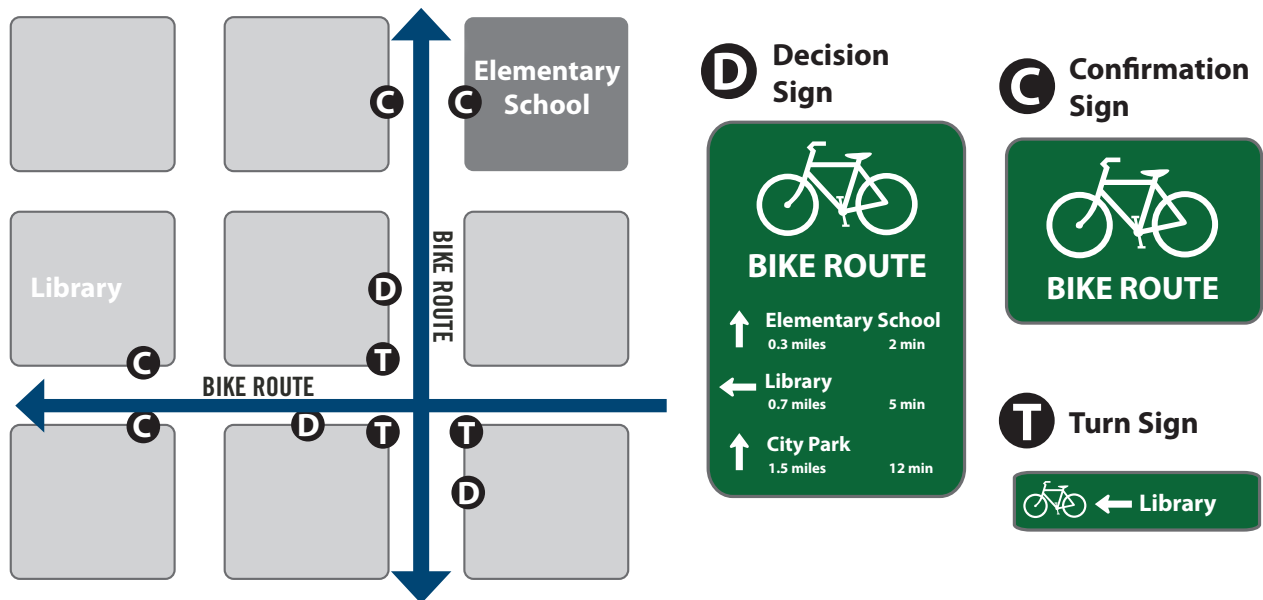 C
C
Elementary
School
BIKE ROUTE
Library
D
C
T
BIKE ROUTE
C
D
T
T
D
D
Decision
Sign
BIKE ROUTE
Elementary School
0.3 miles 2 min
Library
0.7 miles 5 min
City Park
1.5 miles 12 min
C
Confirmation
Sign
BIKE ROUTE
T
Turn Sign
Library